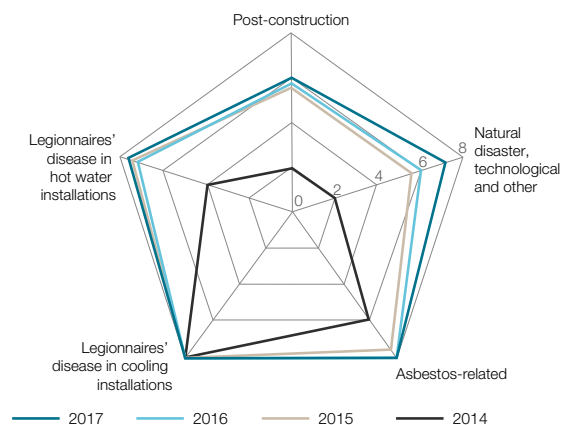 Post-construction
Legionnaires’
disease in
hot water
installations
Natural
disaster,
technological
and other
8
6
4
2
0
Legionnaires’
disease in cooling
installations
Asbestos-related
2017 2016 2015 2014